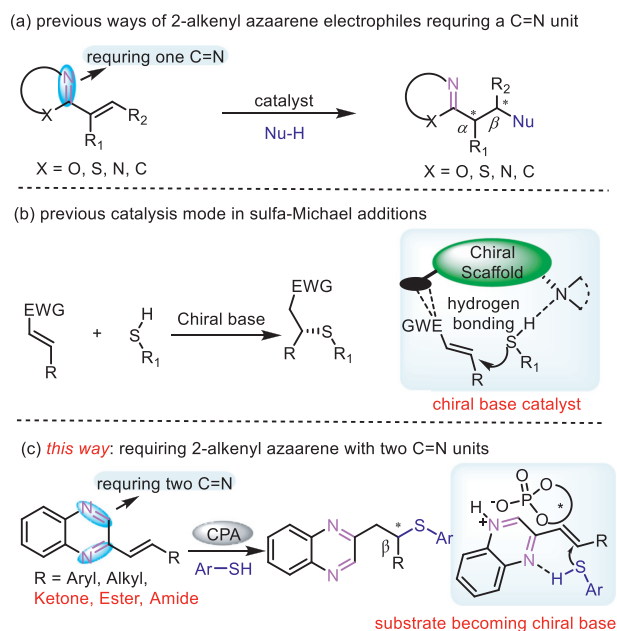 (a) previous ways of 2-alkenyl azaarene electrophiles requring a C=N unit
requring one C=N
N
X
R1
R2
catalyst
Nu-H
N
X
α
*
β
*
R2
Nu
R1
X = O, S, N, C
X = O, S, N, C
(b) previous catalysis mode in sulfa-Michael additions
EWG
R
+
H
S
R1
Chiral base
EWG
R
S
R1
Chiral
Scaffold
hydrogen
bonding
N
GWE
H
S
R1
R
chiral base catalyst
(c) this way: requiring 2-alkenyl azaarene with two C=N units
requring two C=N
N
N
R
R = Aryl, Alkyl,
Ketone, Ester, Amide
CPA
Ar-SH
N
N
β
*
S
Ar
R
O
P
-O
O
O
*
H
N
+
N
R
H
S
Ar
substrate becoming chiral base